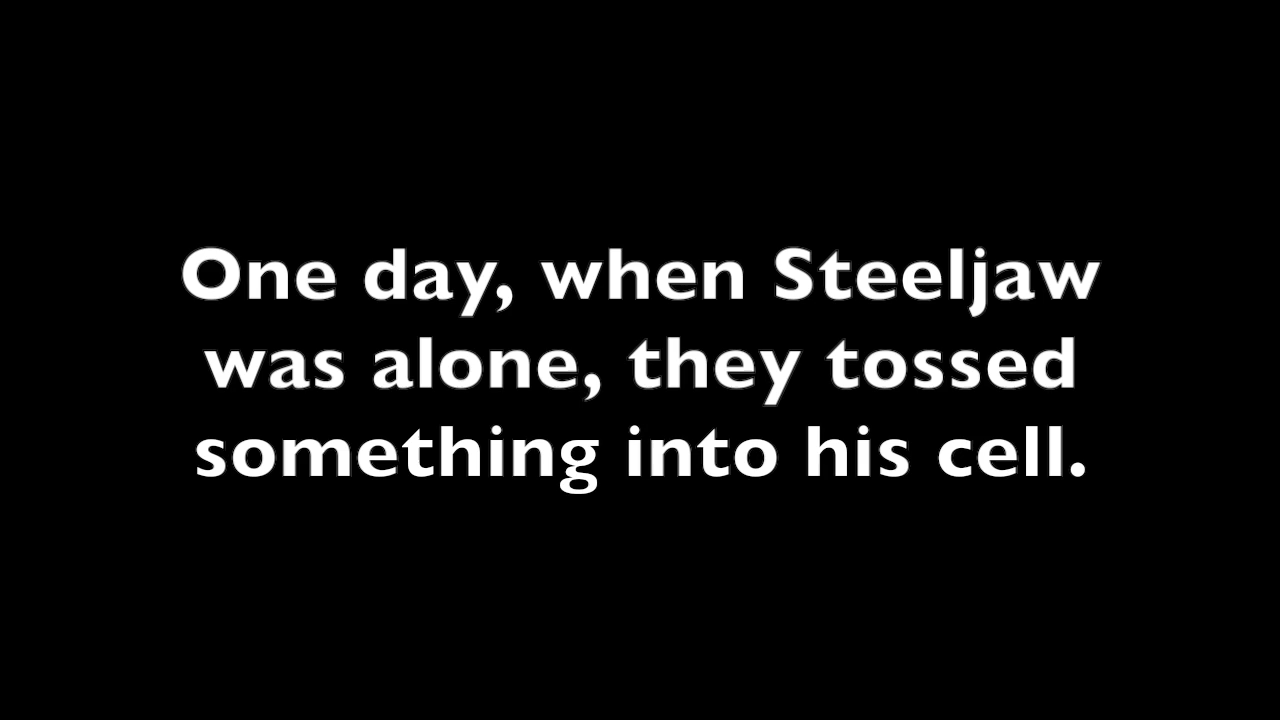 One day, when Steeljaw
was alone, they tossed
something into his cell.